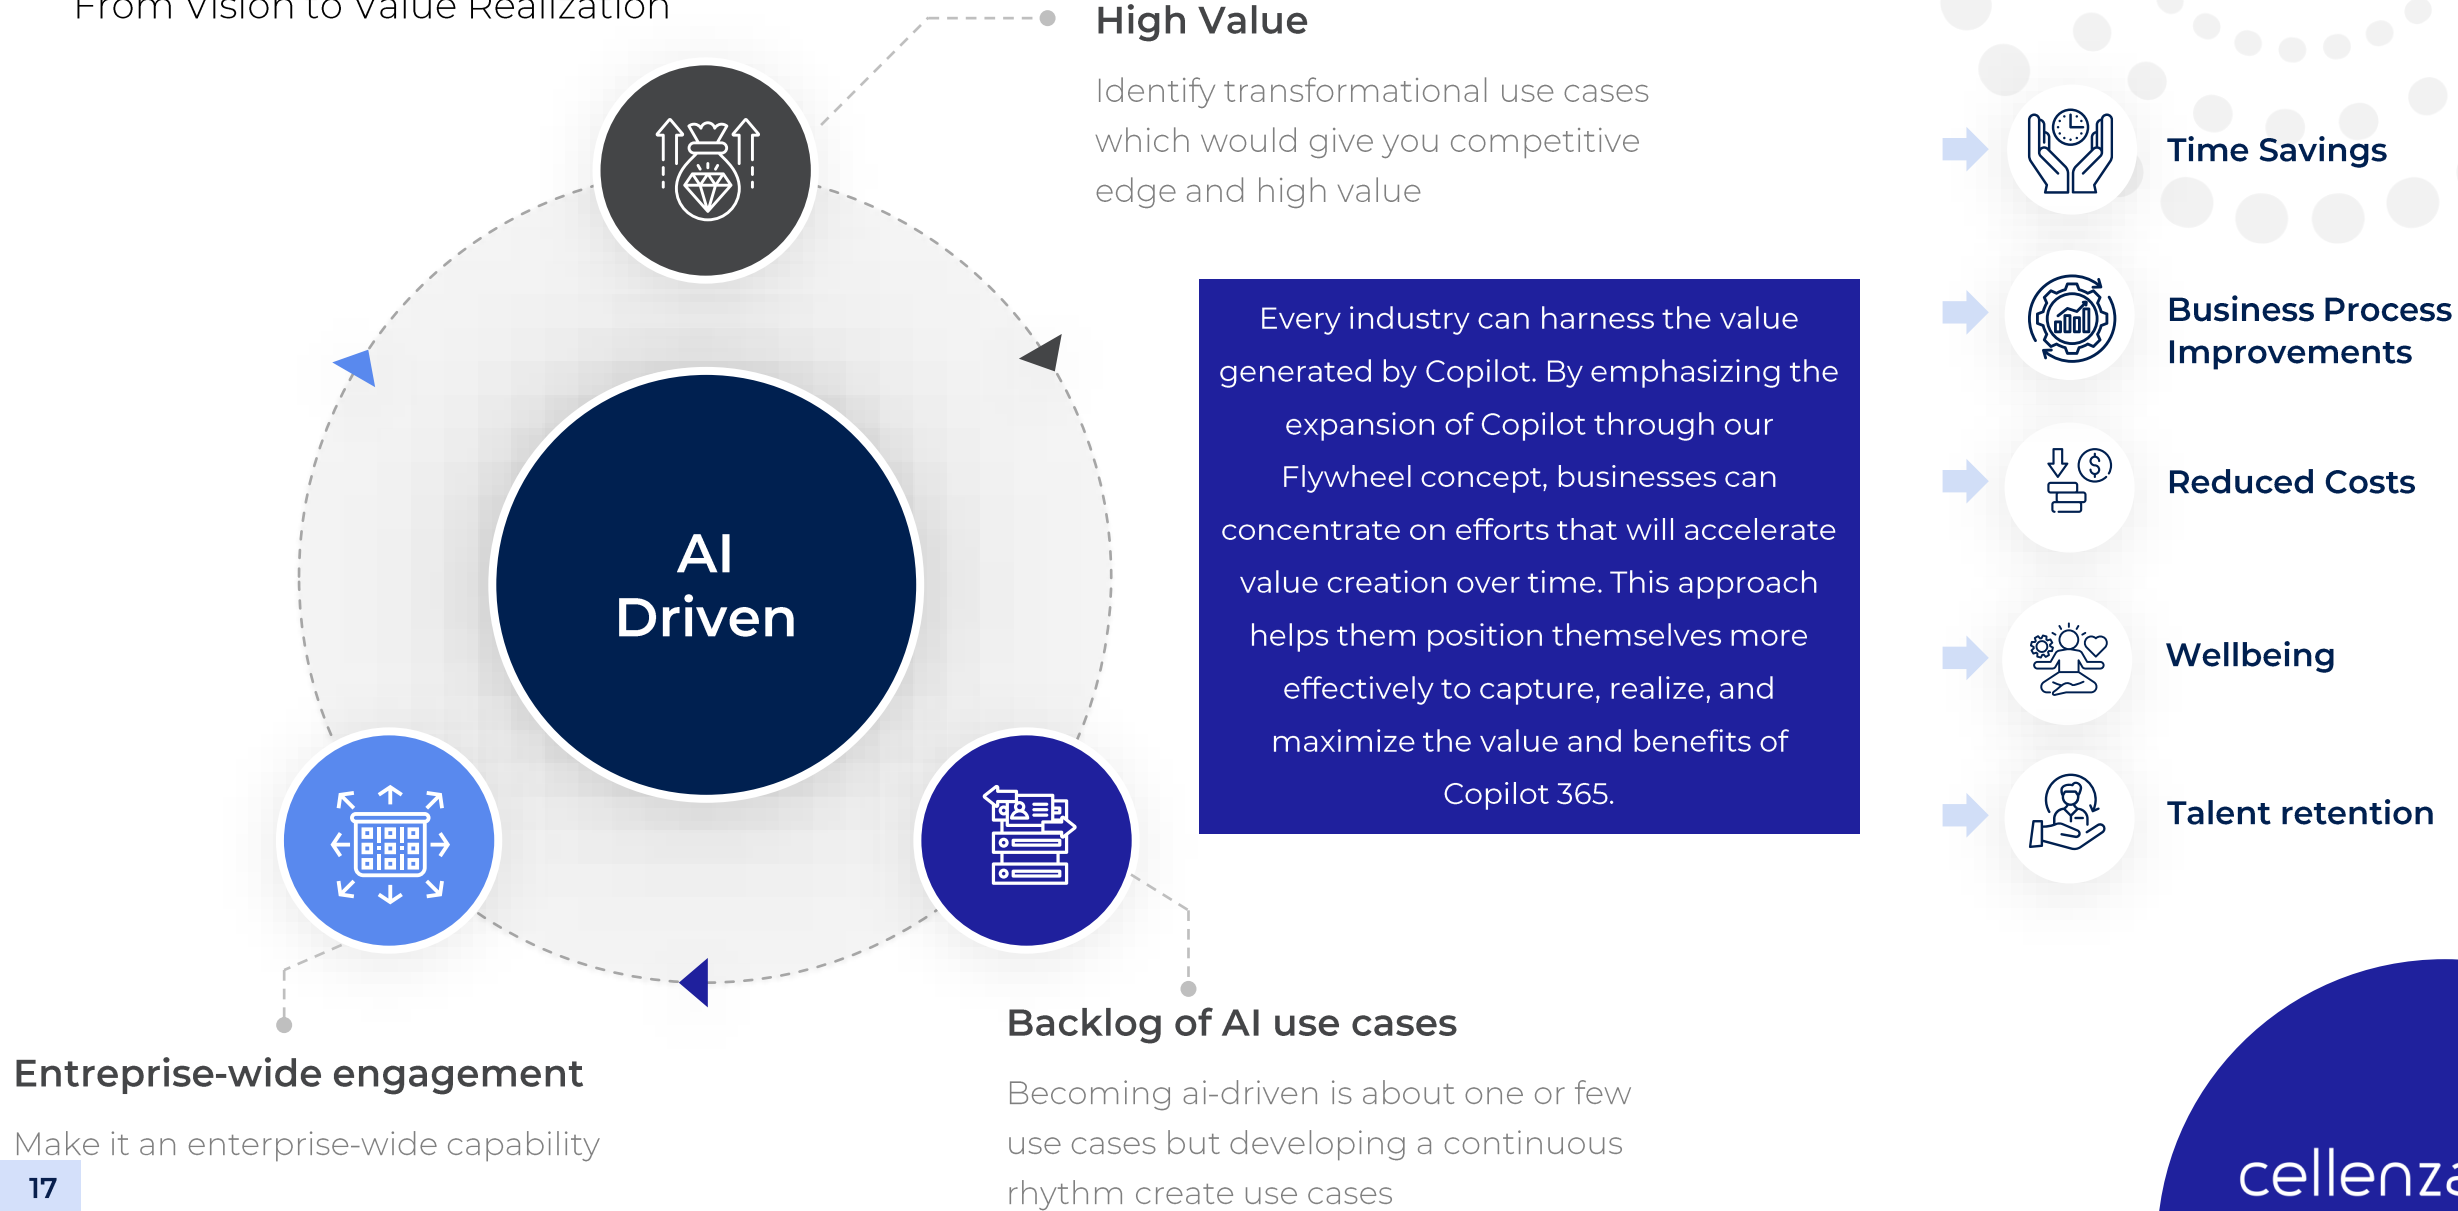 From Vision to Value Realization
High Value
Identify transformational use cases
which would give you competitive
edge and high value
AI
Driven
Every industry can harness the value
generated by Copilot. By emphasizing the
expansion of Copilot through our
Flywheel concept, businesses can
concentrate on efforts that will accelerate
value creation over time. This approach
helps them position themselves more
effectively to capture, realize, and
maximize the value and benefits of
Copilot 365.
Time Savings
Business Process
Improvements
Reduced Costs
Wellbeing
Talent retention
Backlog of AI use cases
Becoming ai-driven is about one or few
use cases but developing a continuous
rhythm create use cases
Entreprise-wide engagement
Make it an enterprise-wide capability
17
cellenza